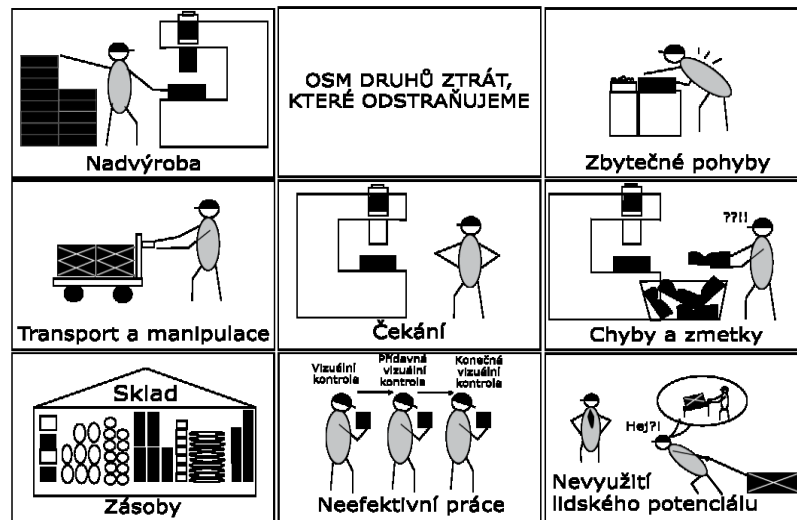 Nadvýroba
OSM DRUHŮ ZTRÁT,
KTERÉ ODSTRAŇUJEME
Zbytečné pohyby
Transport a manipulace
Čekání
??!!
Chyby a zmetky
Sklad
Zásoby
Vizuální
kontrola
Přídavná
vizuální
kontrola
Konečná
vizuální
kontrola
Neefektivní práce
Hej?!
Nevyužití
lidského potenciálu